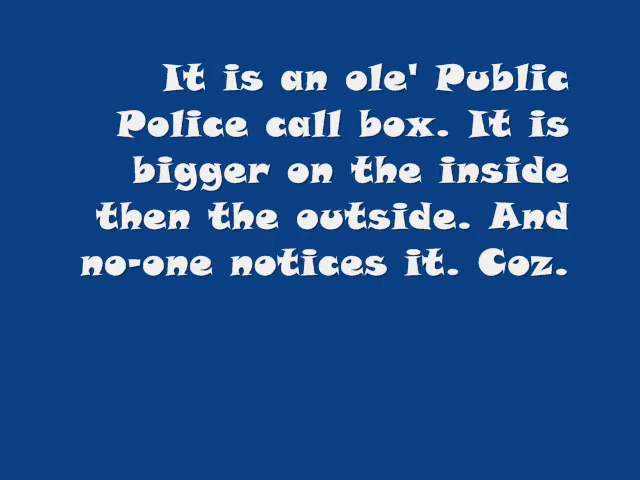 It is an ole' Public
Police call box. It is
bigger on the inside
then the outside. And
no-one notices it. Coz.